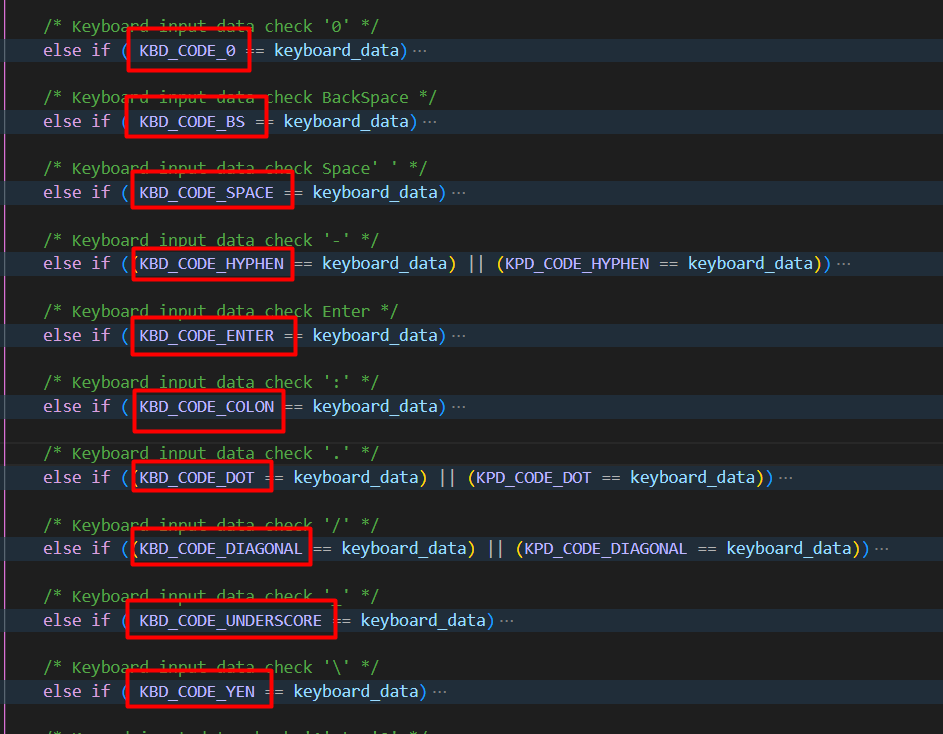 /* Keyboard input data check '0' */
else if ( KBD_CODE_0 == keyboard_data) ···
/* Keyboard input data check BackSpace */
else if ( KBD_CODE_BS == keyboard_data) ···
/* Keyboard input data check Space' ' */
else if ( KBD_CODE_SPACE == keyboard_data) ···
/* Keyboard input data check '-' */
else if ((KBD_CODE_HYPHEN == keyboard_data) || (KPD_CODE_HYPHEN == keyboard_data)) ···
/* Keyboard input data check Enter */
else if ( KBD_CODE_ENTER == keyboard_data) ···
/* Keyboard input data check ':' */
else if ( KBD_CODE_COLON == keyboard_data) ···
/* Keyboard input data check '.' */
else if ((KBD_CODE_DOT == keyboard_data) || (KPD_CODE_DOT == keyboard_data)) ···
/* Keyboard input data check '/' */
else if ((KBD_CODE_DIAGONAL == keyboard_data) || (KPD_CODE_DIAGONAL == keyboard_data)) ···
/* Keyboard input data check '_' */
else if ( KBD_CODE_UNDERSCORE == keyboard_data) ···
/* Keyboard input data check '\' */
else if ( KBD_CODE_YEN == keyboard_data) ···